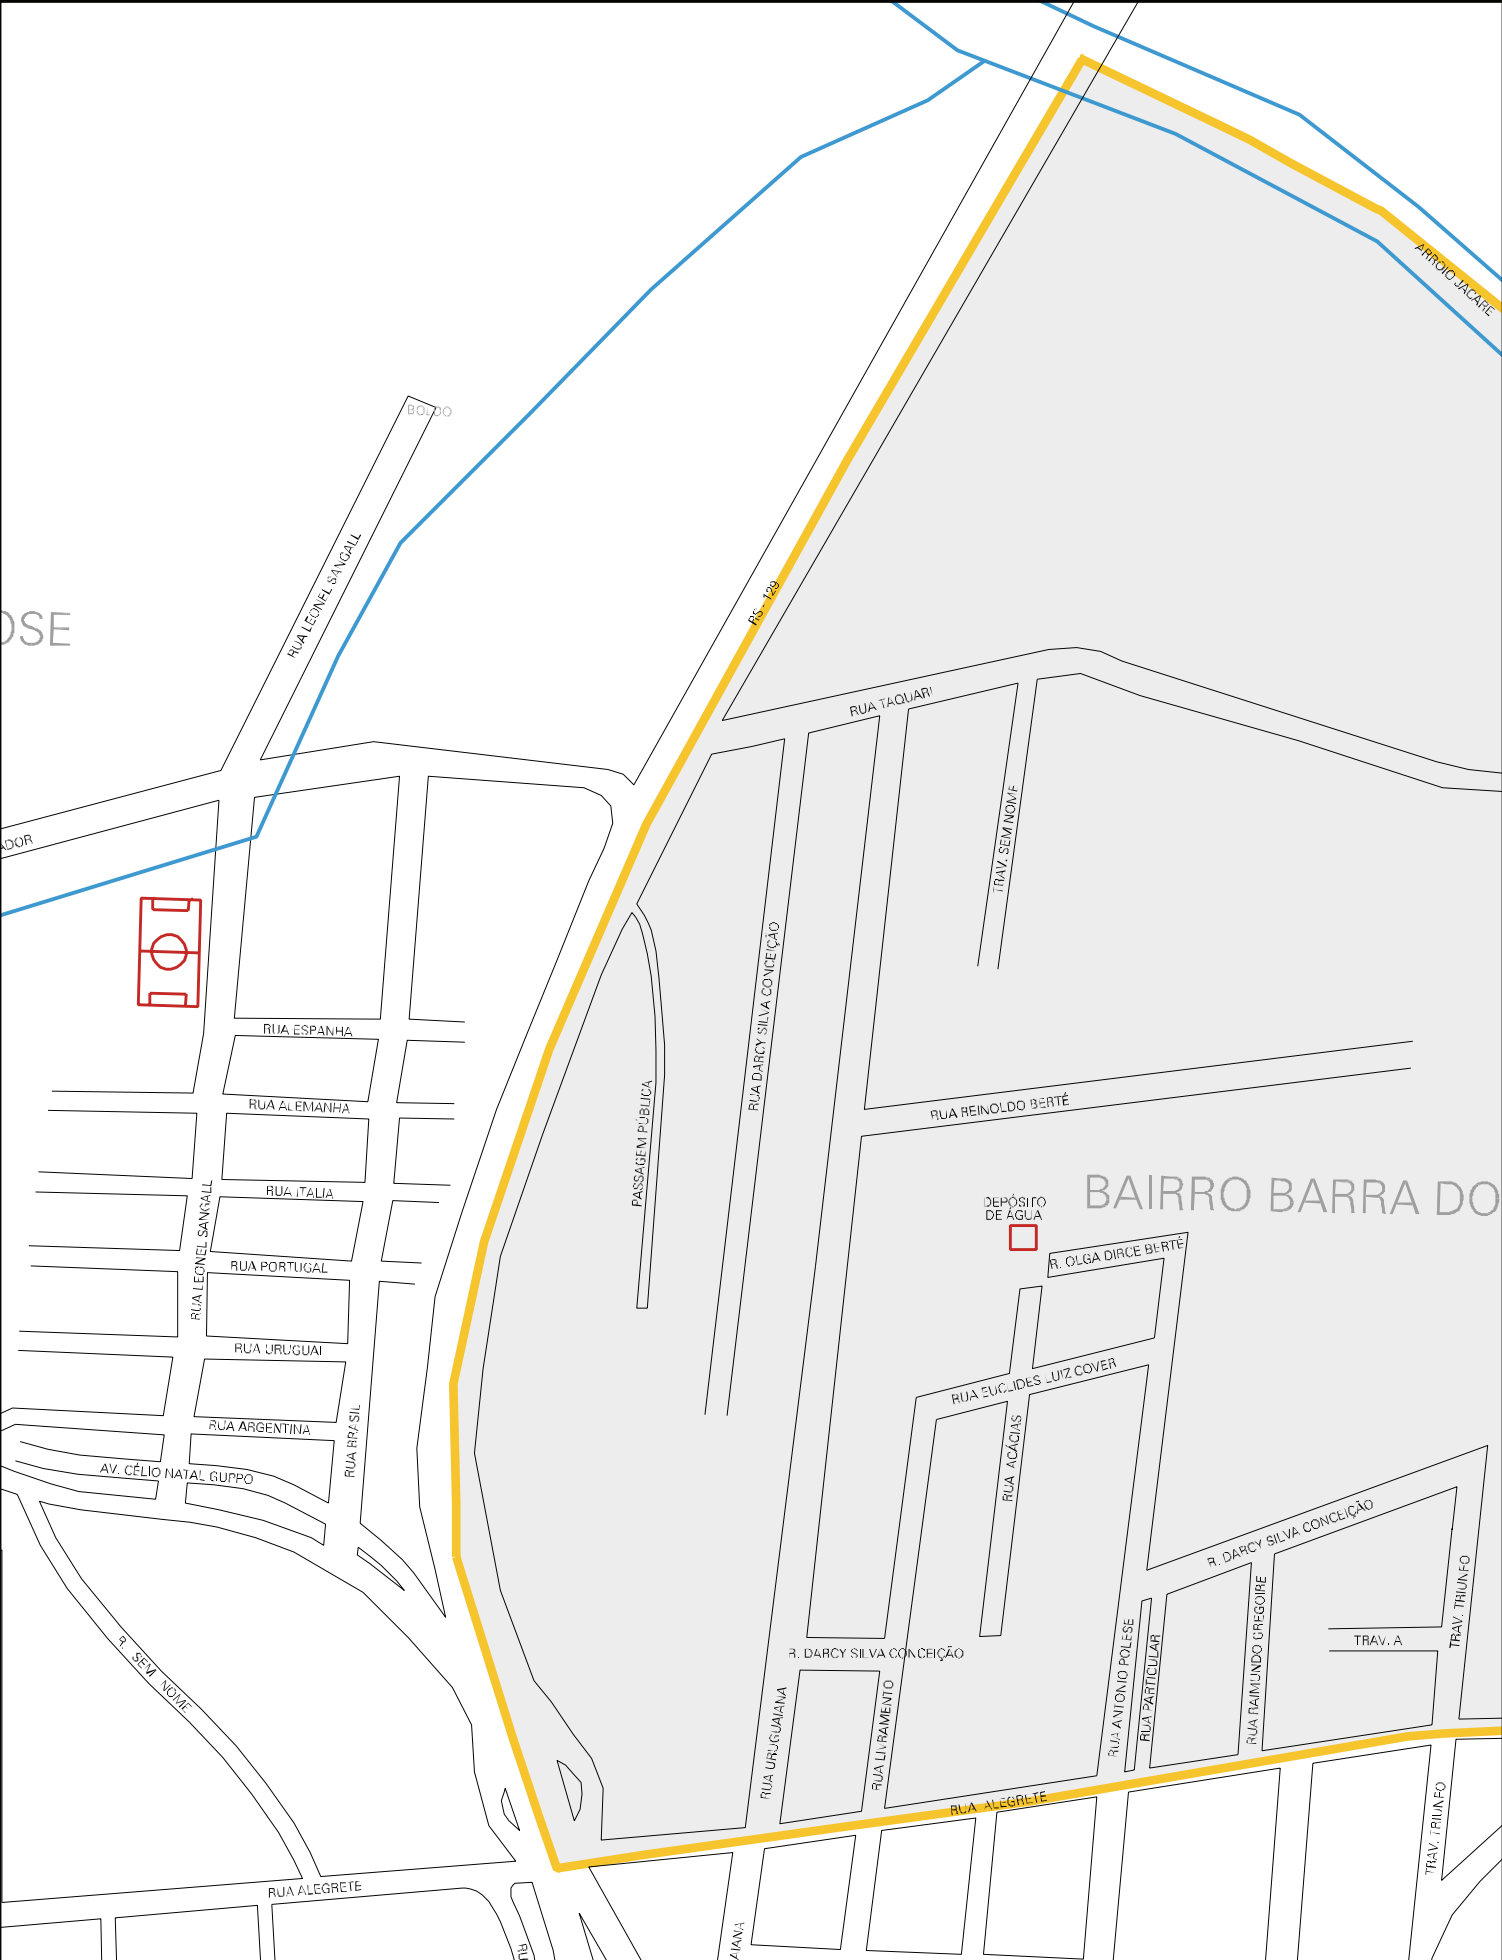 ARROIO JACARE
BOLDO
RUA LEONEL SANGALL
RS - 129
OSE
RUA TAQUARI
TRAV. SEM NOME
ADOR
RUA DARCY SILVA CONCEIÇÃO
RUA ESPANHA
RUA ALEMANHA
PASSAGEM PÚBLICA
RUA REINOLDO BERTÉ
RUA ITALIA
BAIRRO BARRA DO
DEPÓSITO
DE ÁGUA
RUA LEONEL SANGALL
RUA PORTUGAL
R. OLGA DIRCE BERTÉ
RUA URUGUAI
RUA EUCLIDES LUIZ COVER
RUA ARGENTINA
RUA BRASIL
RUA ACÁCIAS
AV. CÉLIO NATAL GUPPO
R. DARCY SILVA CONCEIÇÃO
TRAV. TRIUNFO
R. SEM NOME
R. DARCY SILVA CONCEIÇÃO
TRAV. A
RUA ANTONIO POLESE
RUA PARTICULAR
RUA RAIMUNDO GREGOIRE
RUA URUGUAIANA
RUA LIVRAMENTO
RUA ALEGRETE
TRAV. TRIUNFO
RUA ALEGRETE
AIANA
RU